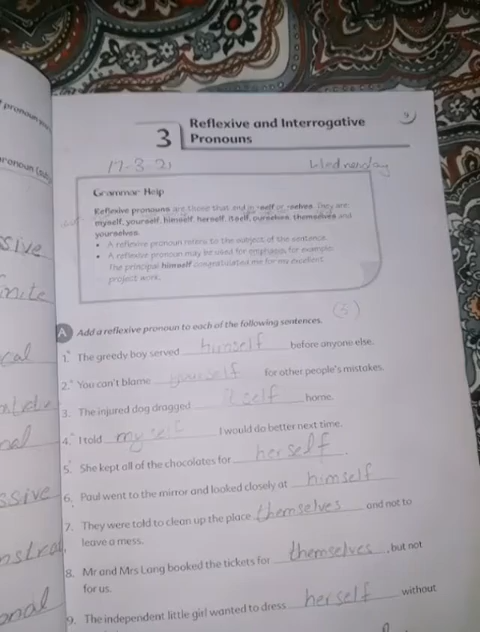 pronoun
9
3 Reflexive and Interrogative
Pronouns
17-3-21 Wednesday
Grammar Help
Reflexive pronouns are those that end in -self or -selves. They are
myself, yourself, himself, herself, itself, ourselves, themselves and
yourselves.
• A reflexive pronoun refers to the subject of the sentence.
• A reflexive pronoun may be used for emphasis, for example:
The principal himself congratulated me for my excellent
project work.
A Add a reflexive pronoun to each of the following sentences.
1. The greedy boy served himself before anyone else.
2. You can't blame yourself for other people's mistakes.
3. The injured dog dragged itself home.
4. I told my self I would do better next time.
5. She kept all of the chocolates for herself.
6. Paul went to the mirror and looked closely at himself
7. They were told to clean up the place themselves and not to
leave a mess.
8. Mr and Mrs Long booked the tickets for themselves, but not
for us.
9. The independent little girl wanted to dress herself without